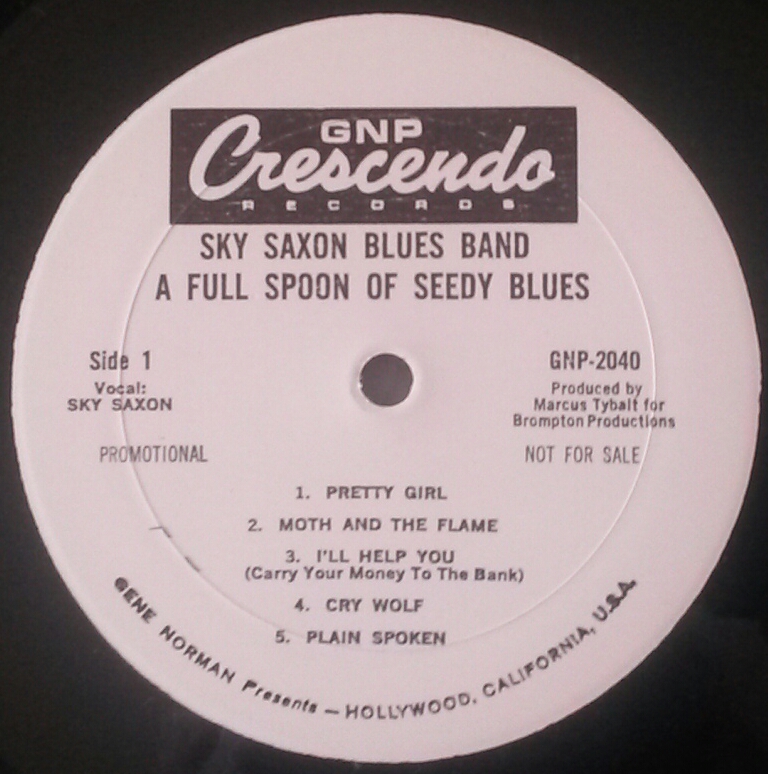 GNP
Crescendo
RECORDS
SKY SAXON BLUES BAND
A FULL SPOON OF SEEDY BLUES
Side 1
Vocal:
SKY SAXON
PROMOTIONAL
GNP-2040
Produced by
Marcus Tybalt for
Brompton Productions
NOT FOR SALE
1. PRETTY GIRL
2. MOTH AND THE FLAME
3. I'LL HELP YOU
(Carry Your Money To The Bank)
4. CRY WOLF
5. PLAIN SPOKEN
GENE NORMAN Presents — HOLLYWOOD, CALIFORNIA, U.S.A.